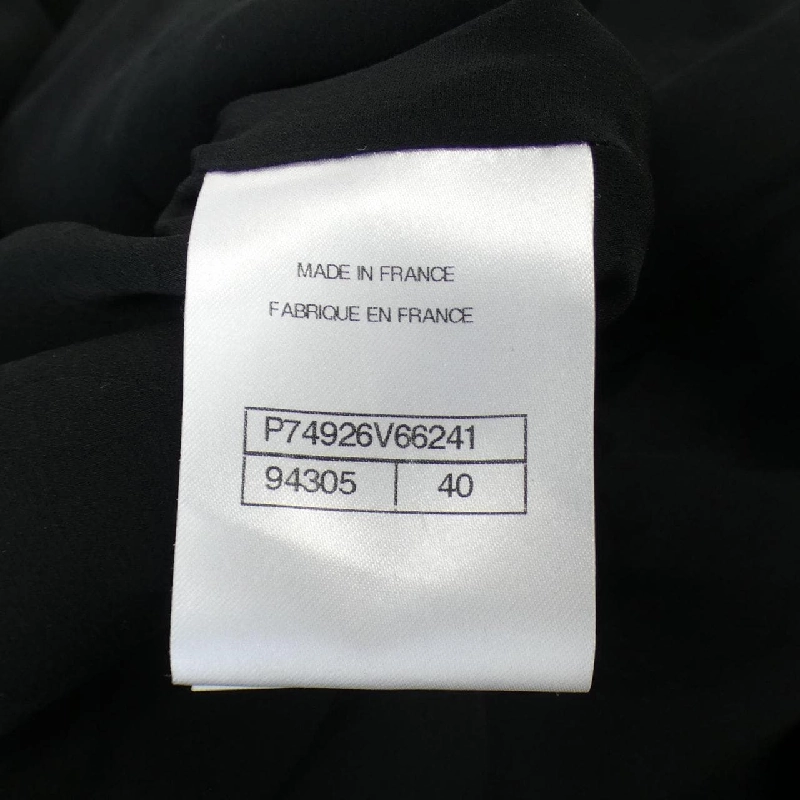 MADE IN FRANCE
FABRIQUE EN FRANCE
P74926V66241
94305 40